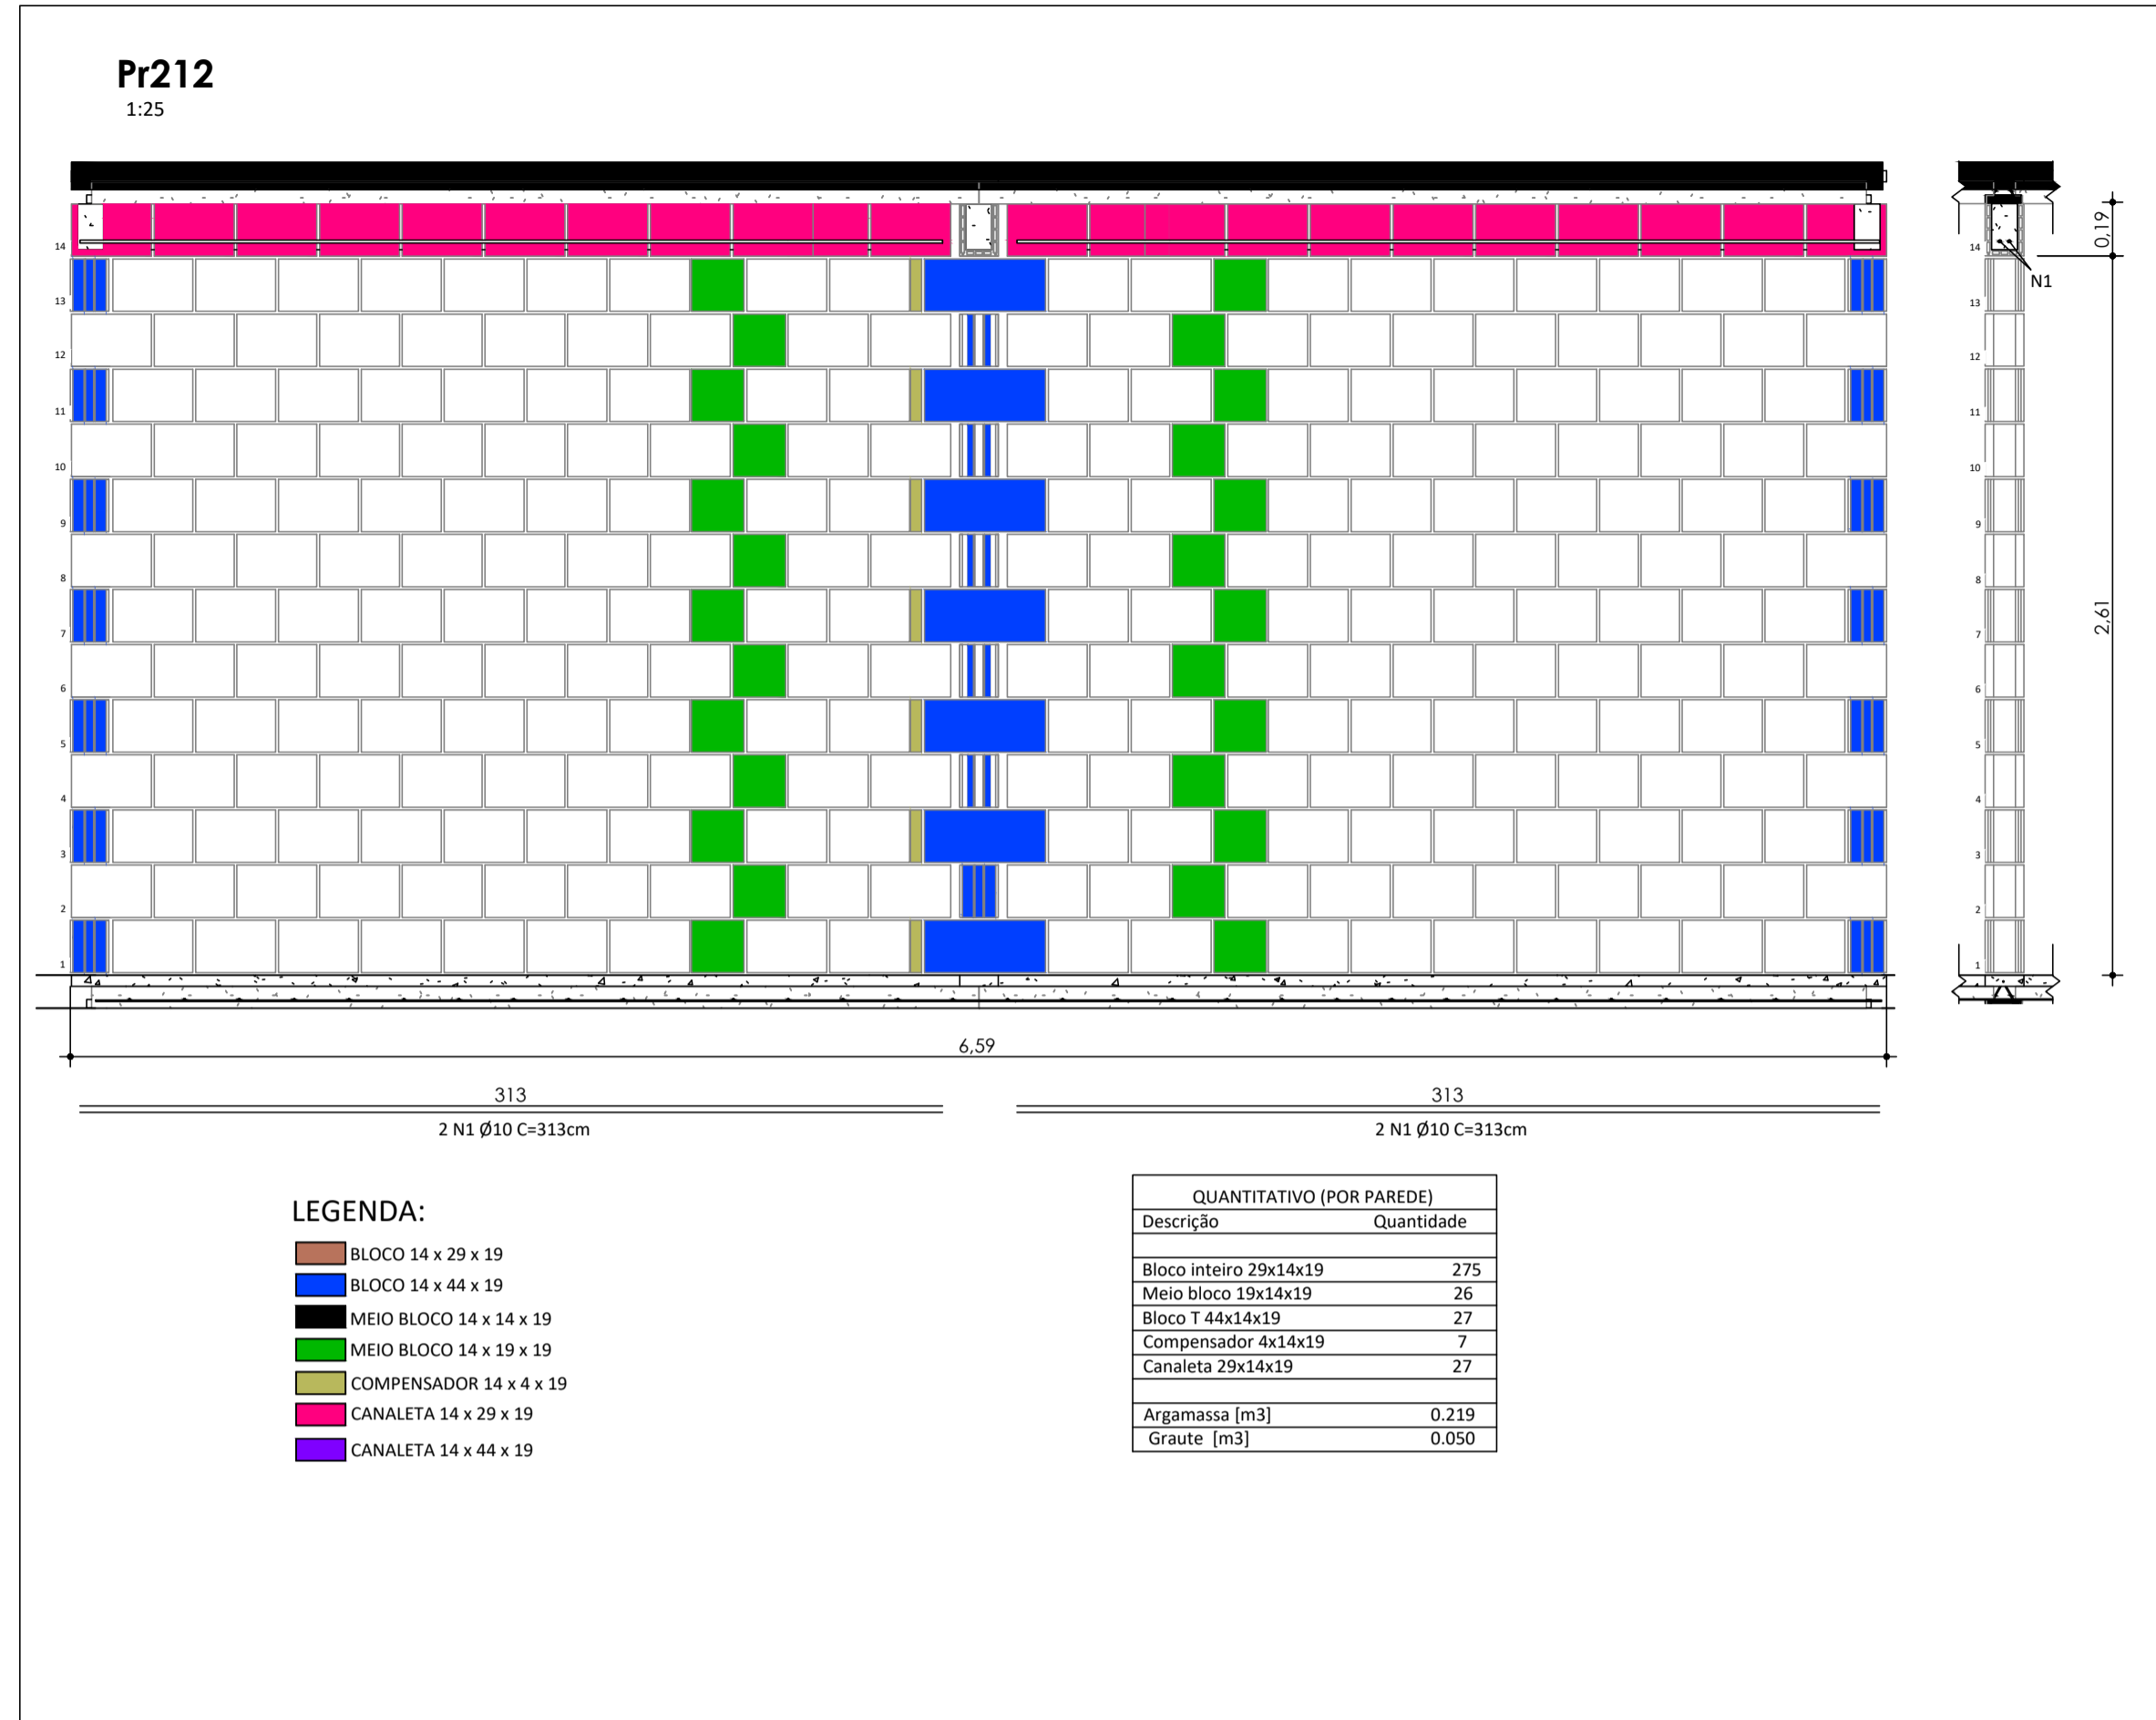 Pr212
1:25
14
13
12
11
10
9
8
7
6
5
4
3
2
1
14
13
12
11
10
9
8
7
6
5
4
3
2
1
N1
0,19
2,61
6,59
313
2 N1 Ø10 C=313cm
313
2 N1 Ø10 C=313cm
LEGENDA:
BLOCO 14 x 29 x 19
BLOCO 14 x 44 x 19
MEIO BLOCO 14 x 14 x 19
MEIO BLOCO 14 x 19 x 19
COMPENSADOR 14 x 4 x 19
CANALETA 14 x 29 x 19
CANALETA 14 x 44 x 19
QUANTITATIVO (POR PAREDE)
Descrição Quantidade
Bloco inteiro 29x14x19 275
Meio bloco 19x14x19 26
Bloco T 44x14x19 27
Compensador 4x14x19 7
Canaleta 29x14x19 27
Argamassa [m3] 0.219
Graute [m3] 0.050